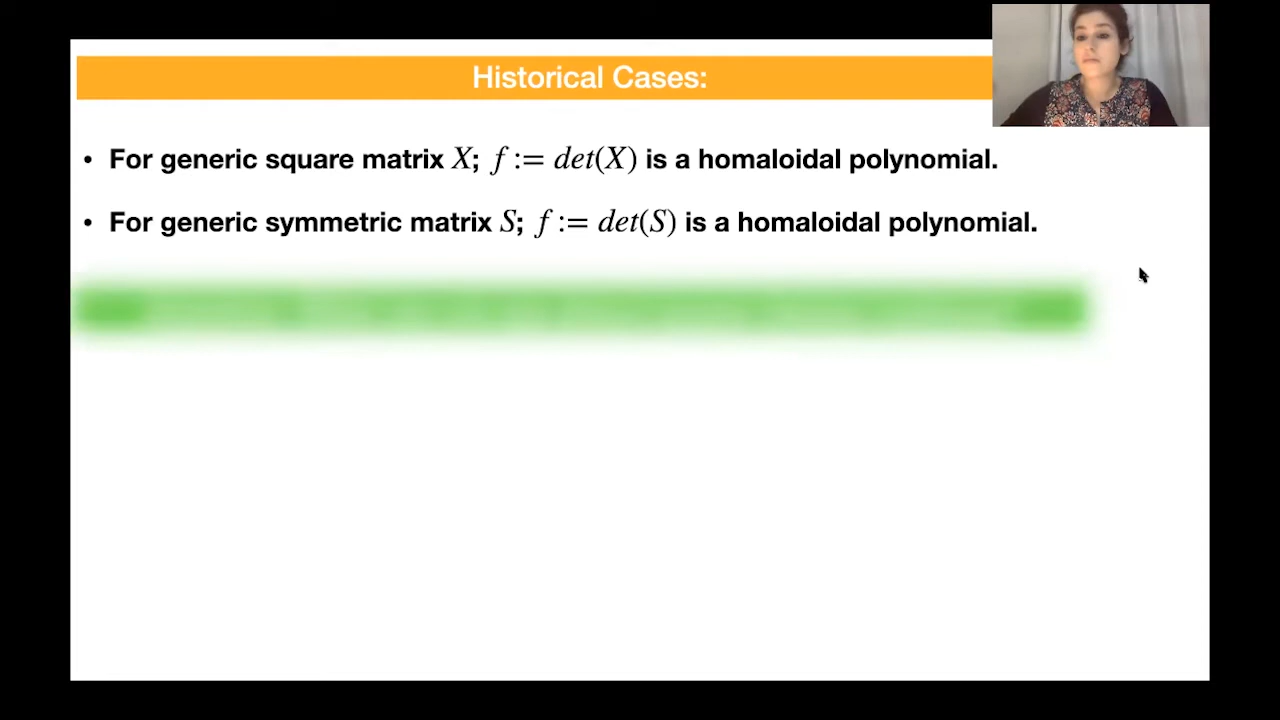 Historical Cases:
• For generic square matrix X; f := det(X) is a homaloidal polynomial.
• For generic symmetric matrix S; f := det(S) is a homaloidal polynomial.